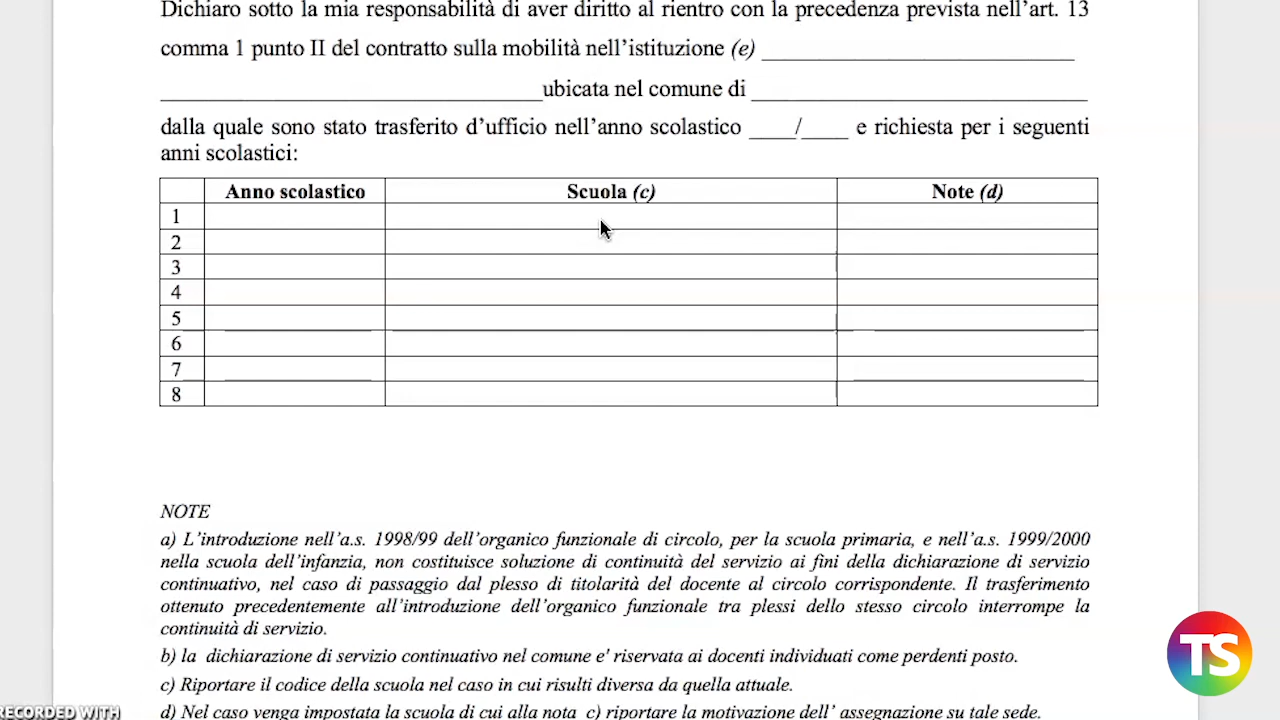 Dichiaro sotto la mia responsabilità di aver diritto al rientro con la precedenza prevista nell'art. 13
comma 1 punto II del contratto sulla mobilità nell'istituzione (e) ______________________________
____________________________________ubicata nel comune di ________________________________
dalla quale sono stato trasferito d'ufficio nell'anno scolastico ____/____ e richiesta per i seguenti
anni scolastici:
Anno scolastico Scuola (c) Note (d)
1
2
3
4
5
6
7
8
NOTE
a) L'introduzione nell'a.s. 1998/99 dell'organico funzionale di circolo, per la scuola primaria, e nell'a.s. 1999/2000
nella scuola dell'infanzia, non costituisce soluzione di continuità del servizio ai fini della dichiarazione di servizio
continuativo, nel caso di passaggio dal plesso di titolarità del docente al circolo corrispondente. Il trasferimento
ottenuto precedentemente all'introduzione dell'organico funzionale tra plessi dello stesso circolo interrompe la
continuità di servizio.
b) la dichiarazione di servizio continuativo nel comune e' riservata ai docenti individuati come perdenti posto.
c) Riportare il codice della scuola nel caso in cui risulti diversa da quella attuale.
d) Nel caso venga impostata la scuola di cui alla nota c) riportare la motivazione dell' assegnazione su tale sede.
TS
RECORDED WITH